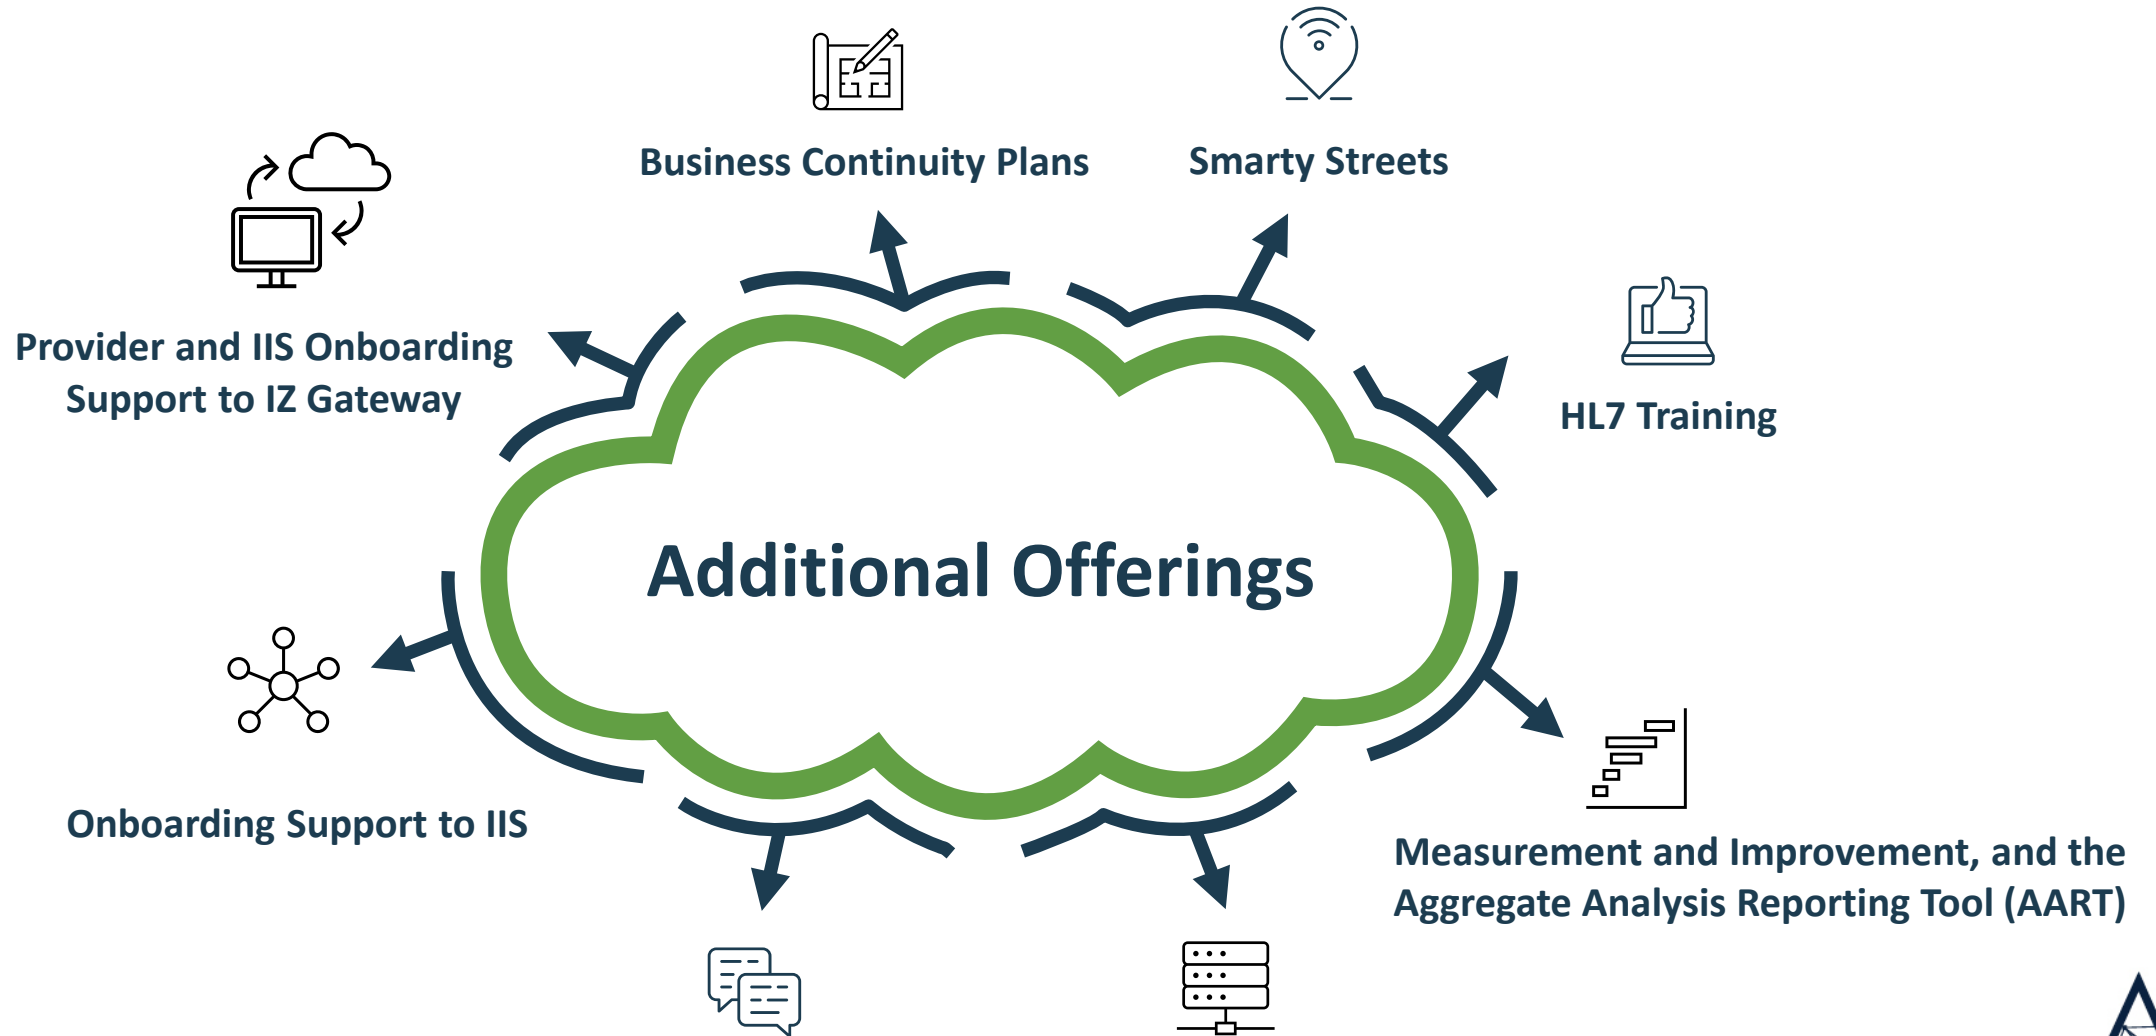 Business Continuity Plans
Smarty Streets
Provider and IIS Onboarding
Support to IZ Gateway
HL7 Training
Additional Offerings
Onboarding Support to IIS
Measurement and Improvement, and the
Aggregate Analysis Reporting Tool (AART)